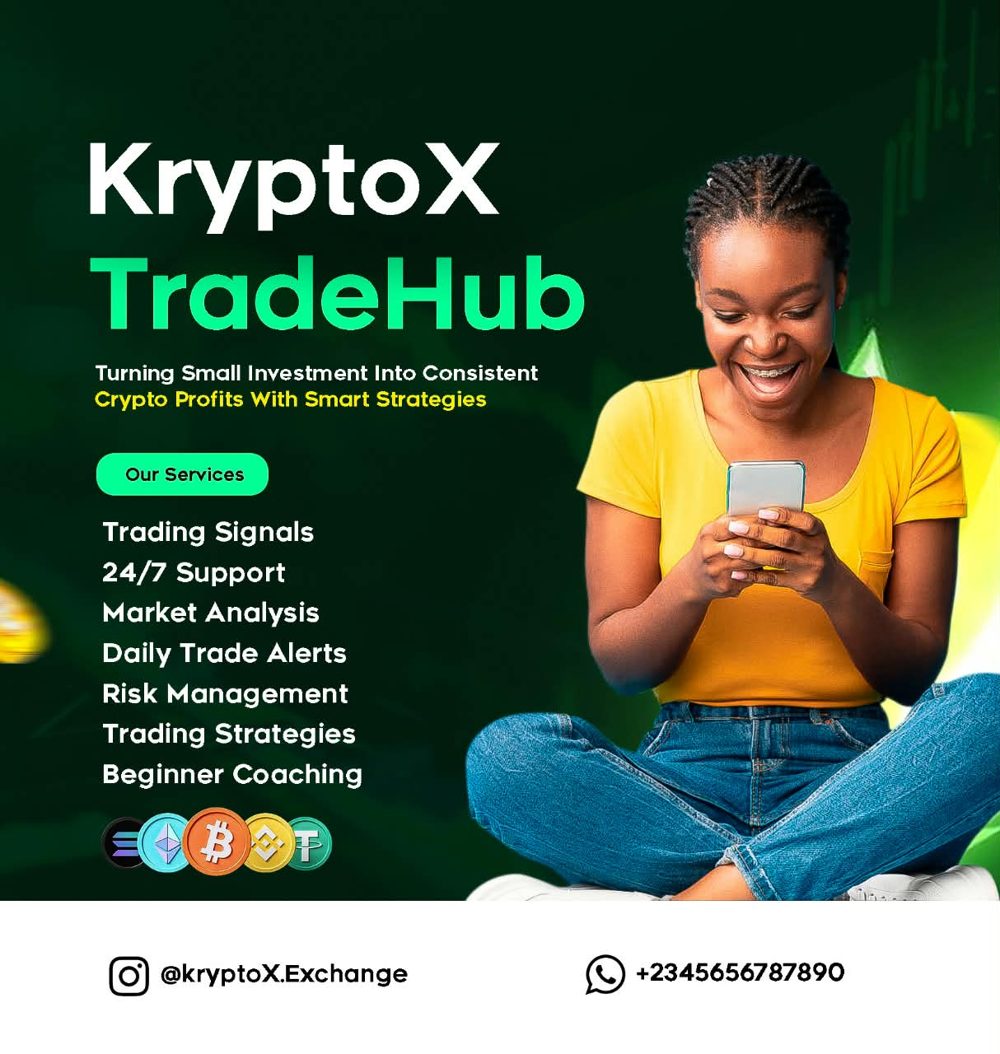 KryptoX
TradeHub
Turning Small Investment Into Consistent
Crypto Profits With Smart Strategies
Our Services
Trading Signals
24/7 Support
Market Analysis
Daily Trade Alerts
Risk Management
Trading Strategies
Beginner Coaching
@kryptoX.Exchange
+2345656787890